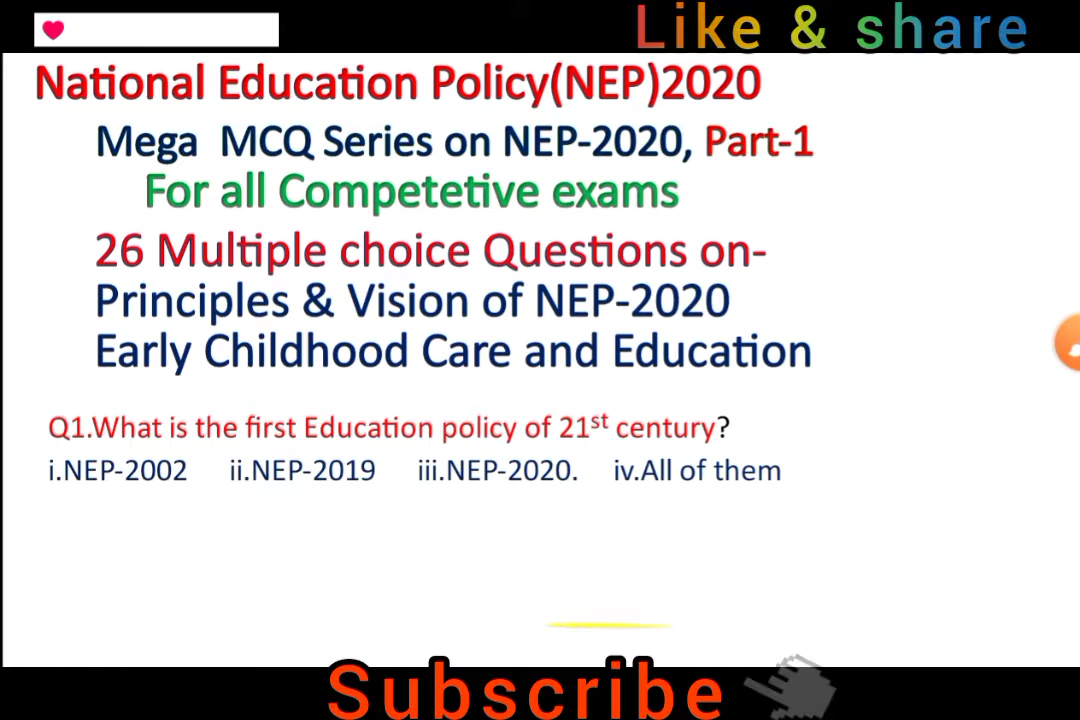 Like & share
National Education Policy(NEP)2020
Mega MCQ Series on NEP-2020, Part-1
For all Competetive exams
26 Multiple choice Questions on-
Principles & Vision of NEP-2020
Early Childhood Care and Education
Q1.What is the first Education policy of 21st century?
i.NEP-2002 ii.NEP-2019 iii.NEP-2020. iv.All of them
Subscribe